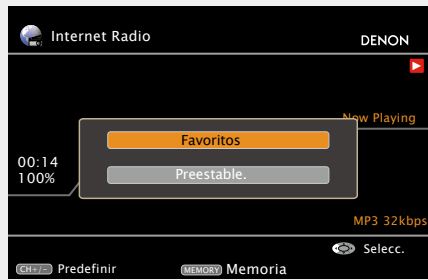 Internet Radio
DENON
Now Playing
Favoritos
00:14
Preestable.
100%
MP3 32kbps
Selecc.
CH+/− Predefinir
MEMORY Memoria